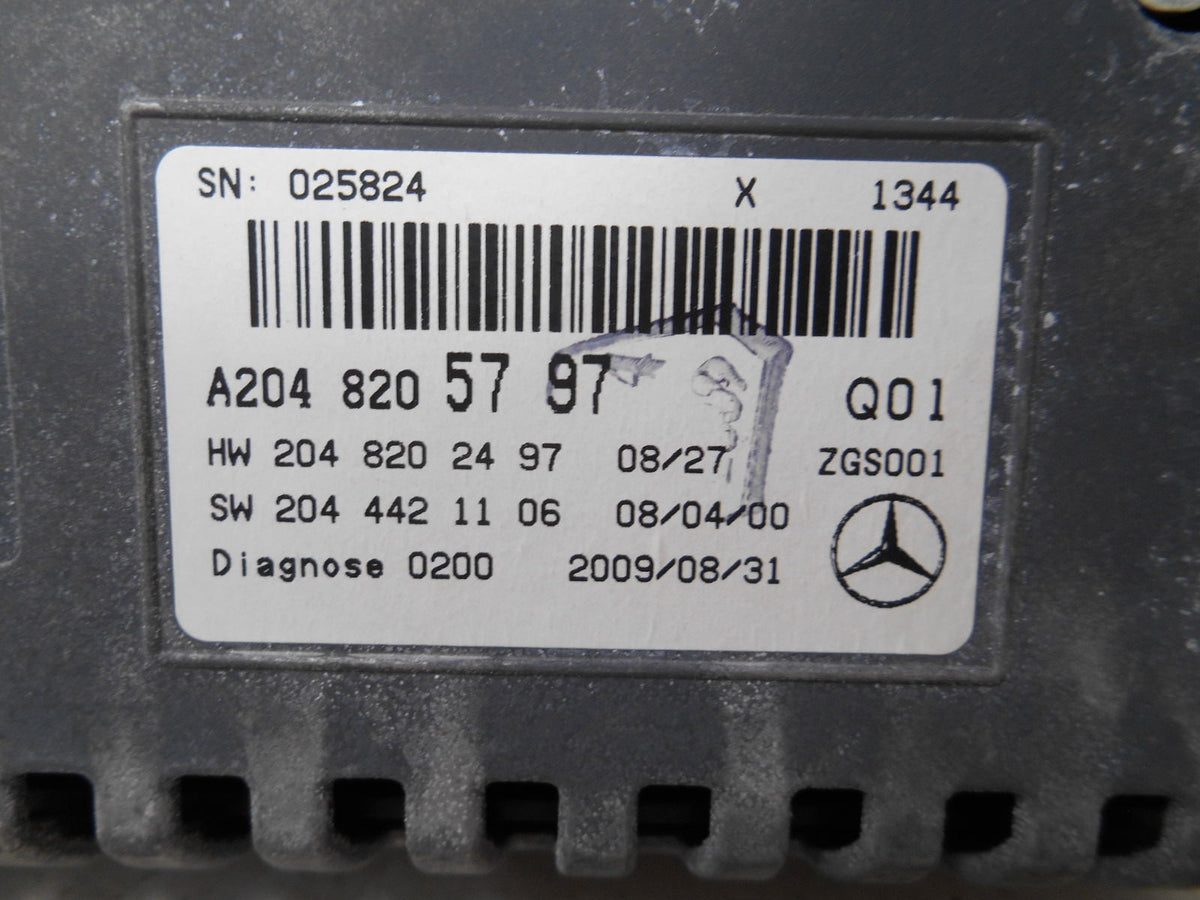 SN: 025824 X 1344
A204 820 57 97 Q01
HW 204 820 24 97 08/27 ZGS001
SW 204 442 11 06 08/04/00
Diagnose 0200 2009/08/31